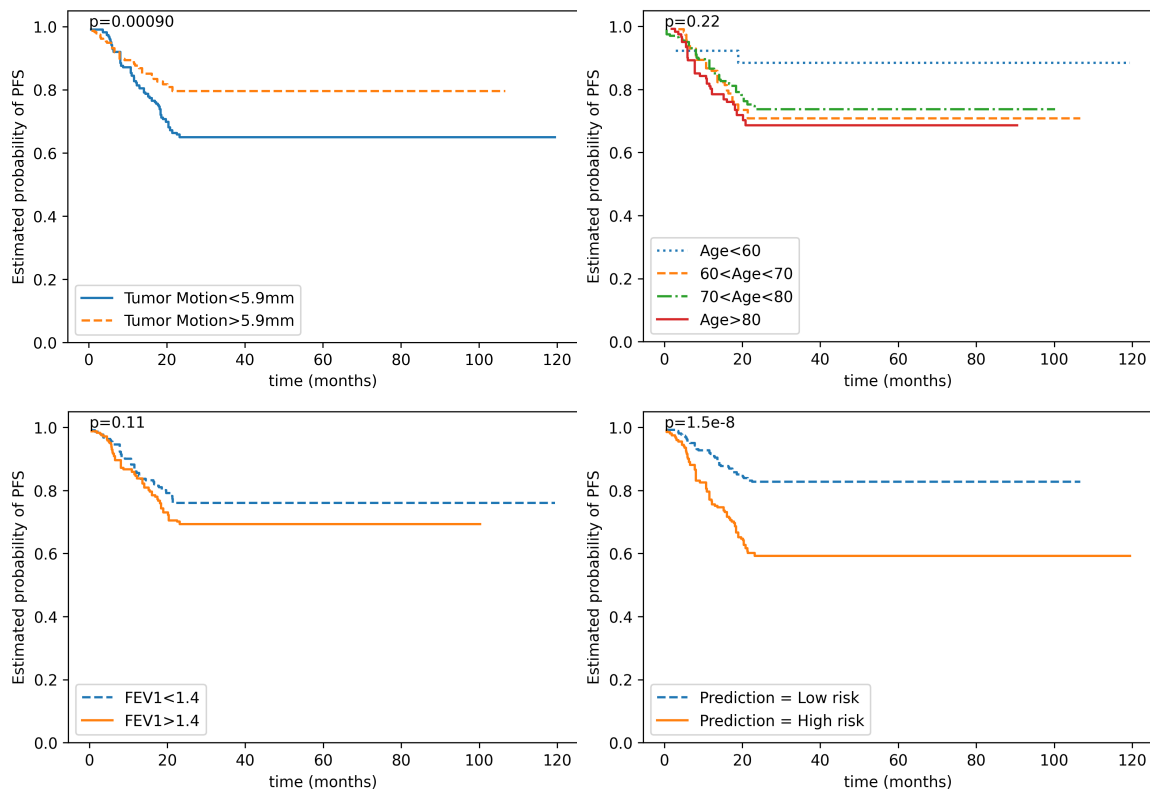 p=0.00090
1.0
0.8
0.6
0.4
0.2
0.0
Estimated probability of PFS
Tumor Motion<5.9mm
Tumor Motion>5.9mm
0 20 40 60 80 100 120
time (months)
p=0.22
1.0
0.8
0.6
0.4
0.2
0.0
Estimated probability of PFS
Age<60
60<Age<70
70<Age<80
Age>80
0 20 40 60 80 100 120
time (months)
p=0.11
1.0
0.8
0.6
0.4
0.2
0.0
Estimated probability of PFS
FEV1<1.4
FEV1>1.4
0 20 40 60 80 100 120
time (months)
p=1.5e-8
1.0
0.8
0.6
0.4
0.2
0.0
Estimated probability of PFS
Prediction = Low risk
Prediction = High risk
0 20 40 60 80 100 120
time (months)